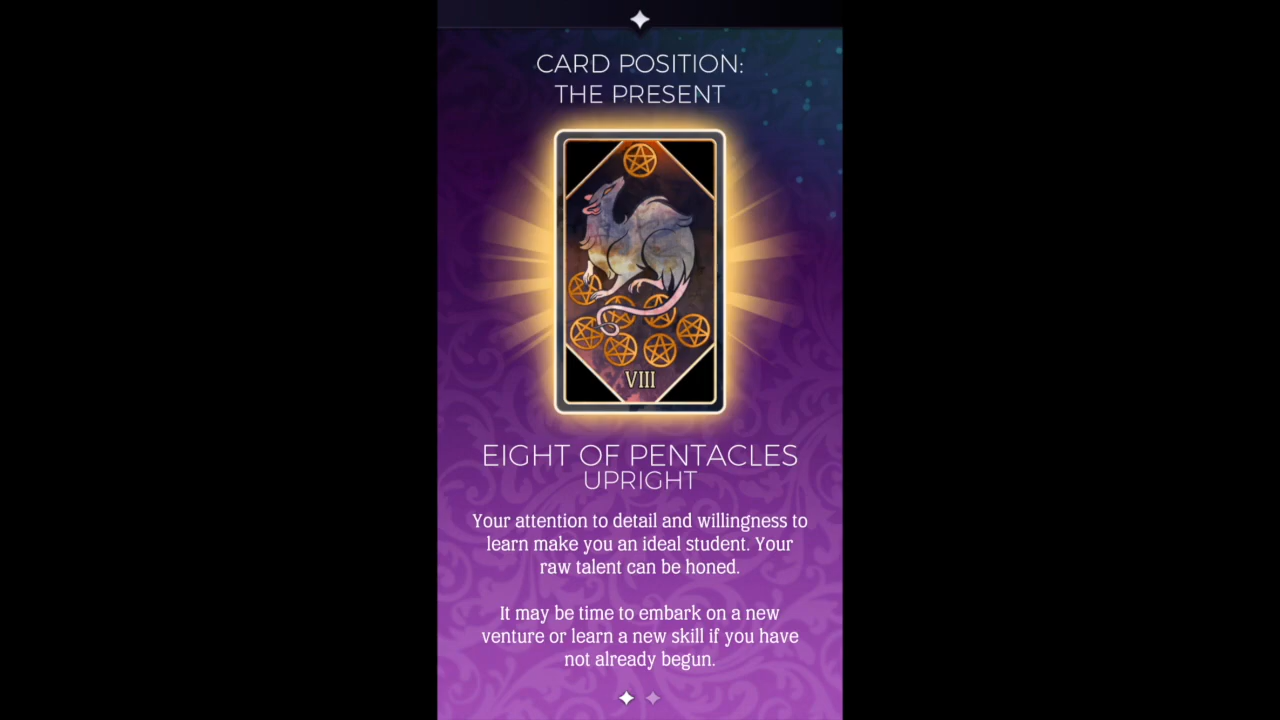 CARD POSITION:
THE PRESENT
VIII
EIGHT OF PENTACLES
UPRIGHT
Your attention to detail and willingness to
learn make you an ideal student. Your
raw talent can be honed.
It may be time to embark on a new
venture or learn a new skill if you have
not already begun.